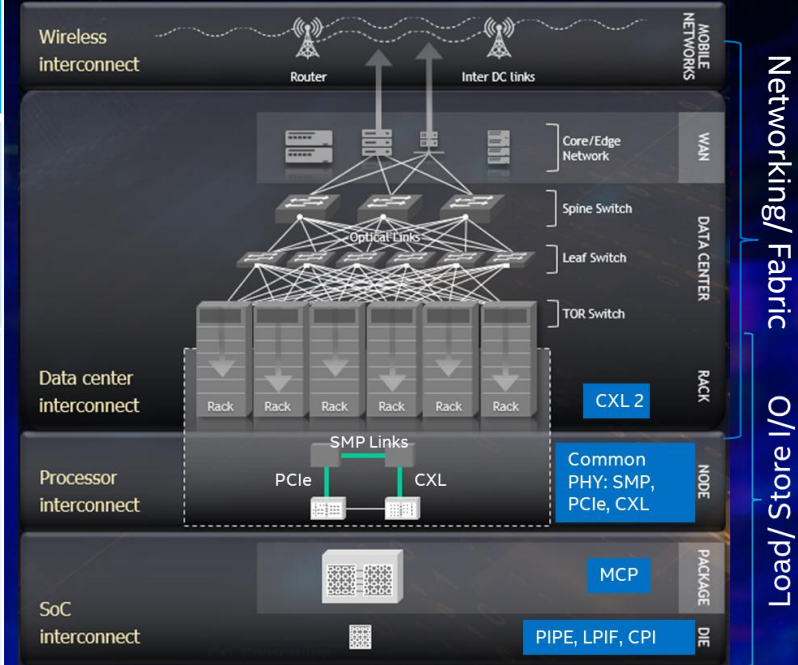 Wireless
interconnect
Router
Inter DC links
MOBILE
NETWORKS
Core/Edge
Network
WAN
Spine Switch
Optical Links
Leaf Switch
DATA CENTER
TOR Switch
Data center
interconnect
Rack
Rack
Rack
Rack
Rack
Rack
CXL 2
RACK
SMP Links
Processor
interconnect
PCIe
CXL
Common
PHY: SMP,
PCIe, CXL
NODE
MCP
PACKAGE
SoC
interconnect
PIPE, LPIF, CPI
DIE
Networking/ Fabric
Load/ Store I/O